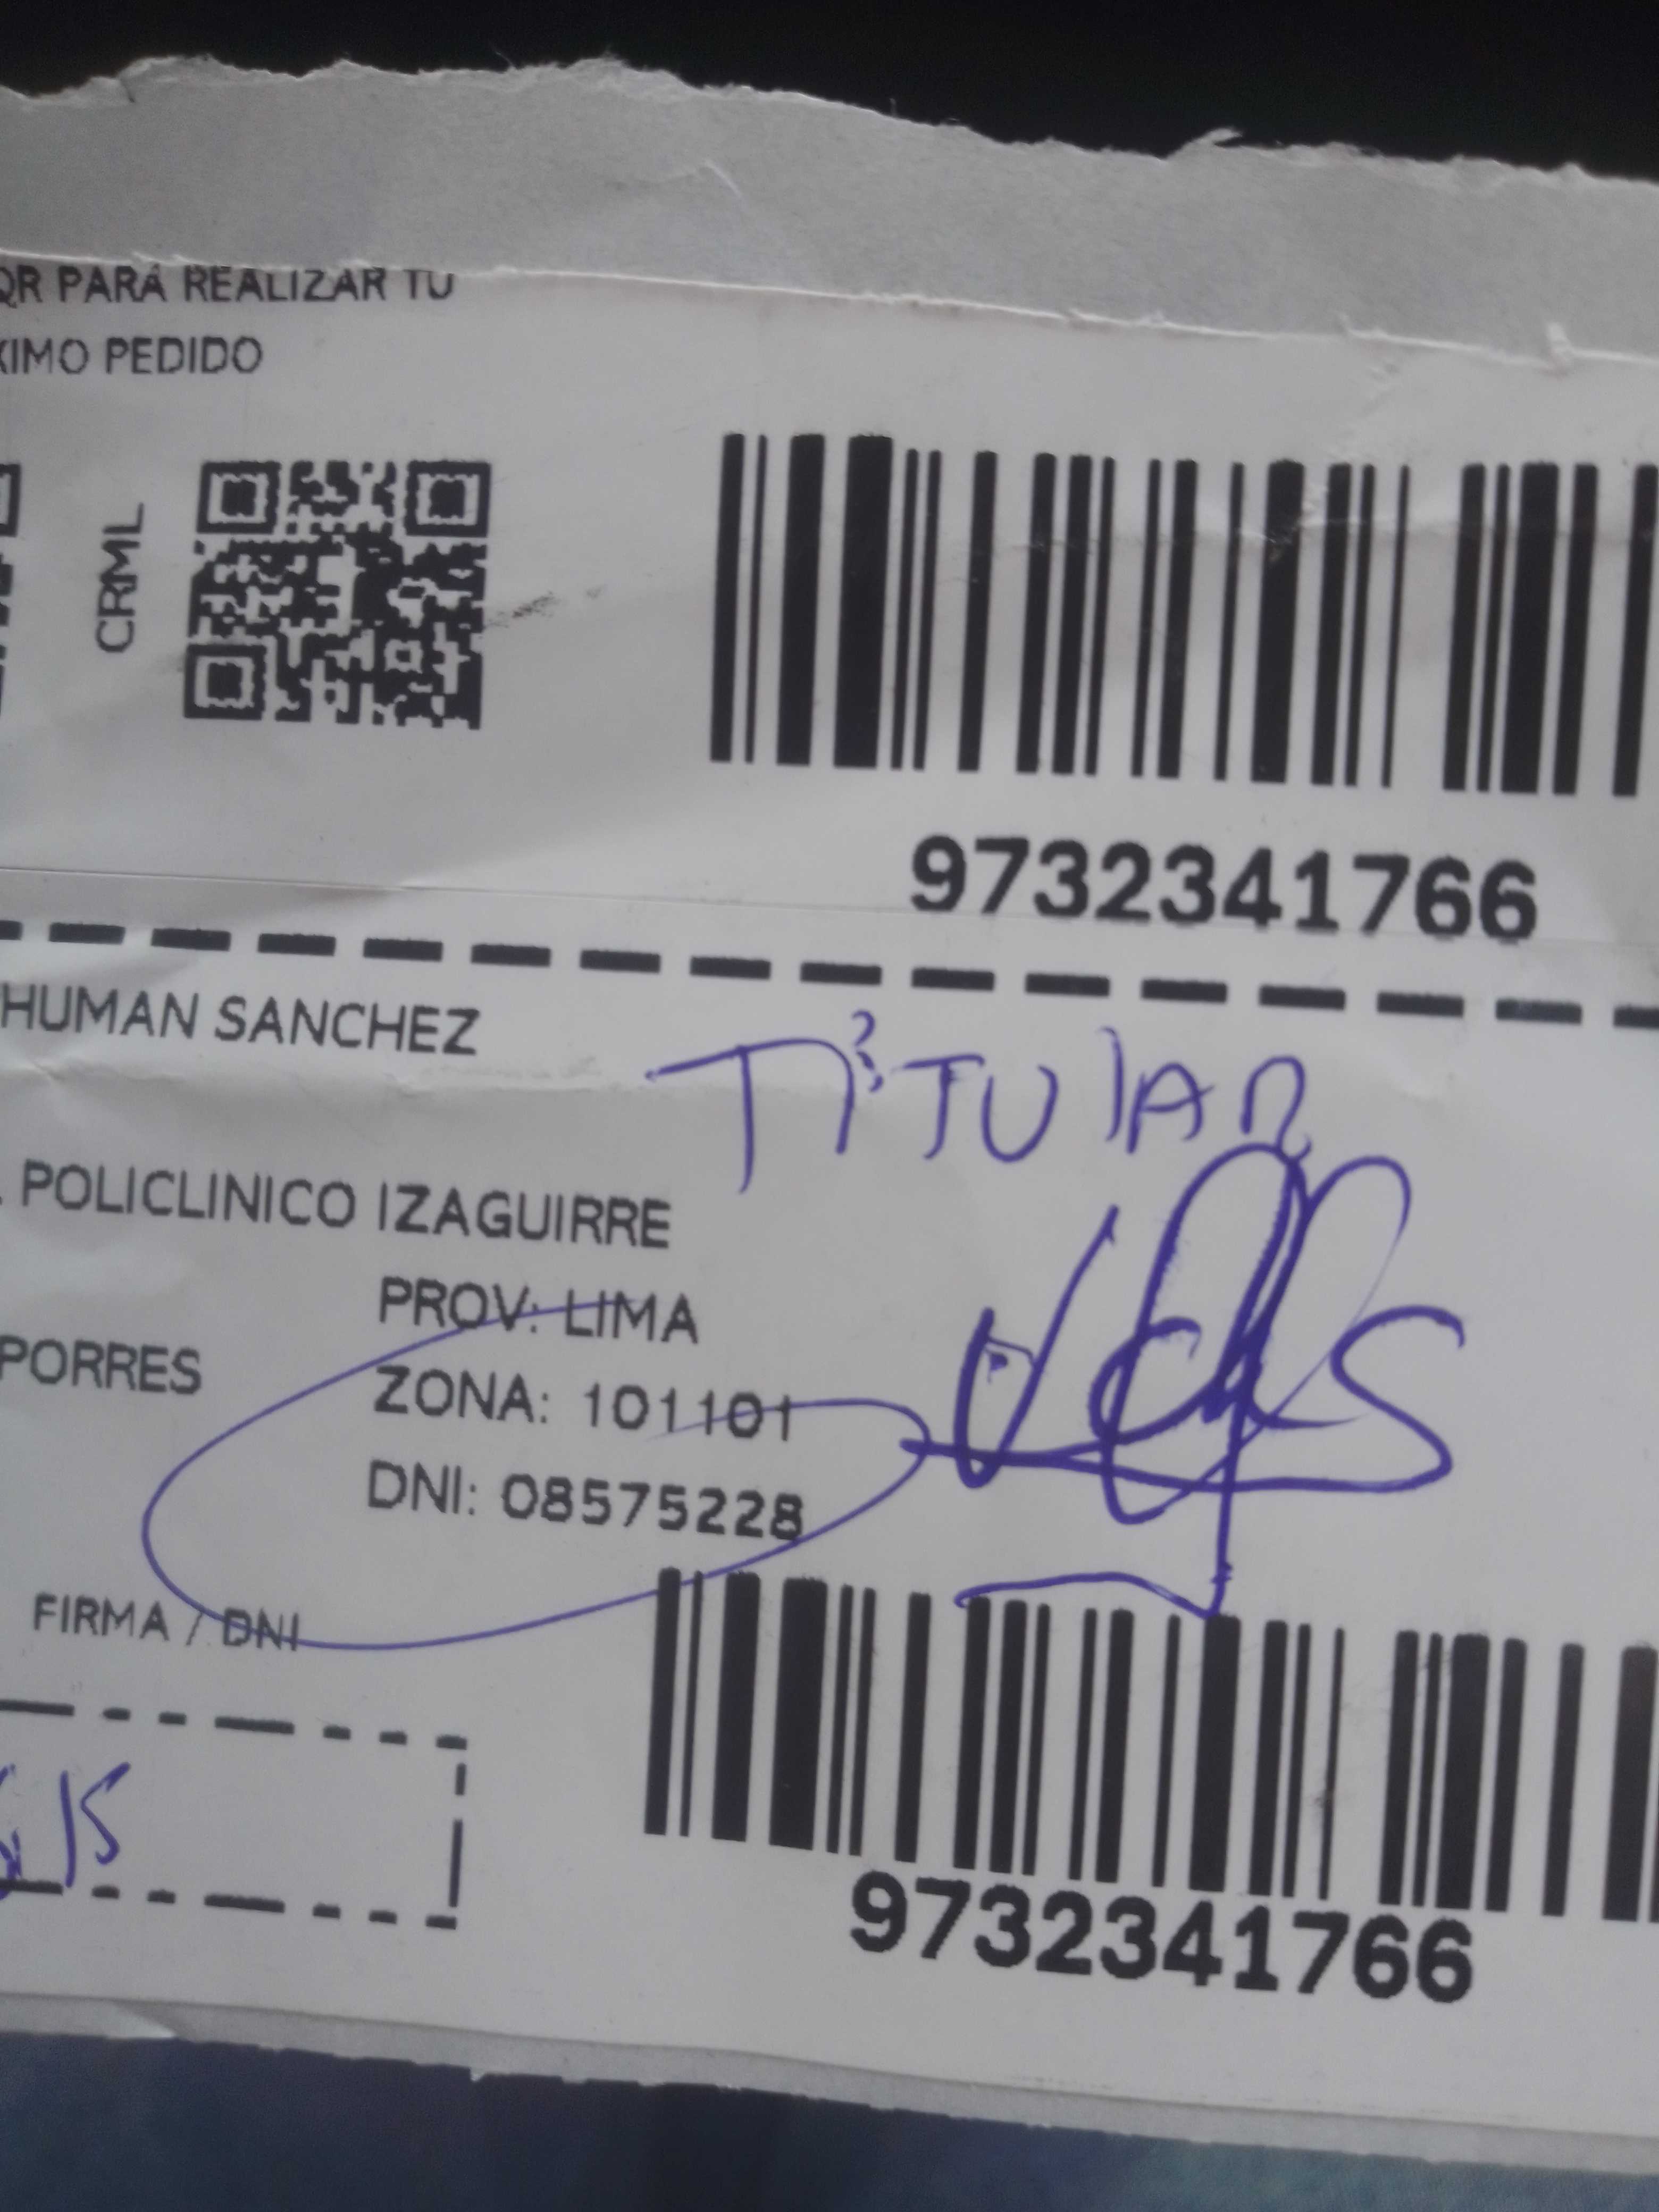 QR PARA REALIZAR TU
XIMO PEDIDO
CRML
9732341766
HUMAN SANCHEZ
TITULAR
. POLICLINICO IZAGUIRRE
PROV: LIMA
PORRES
ZONA: 101101
DNI: 08575228
FIRMA / DNI
15
9732341766